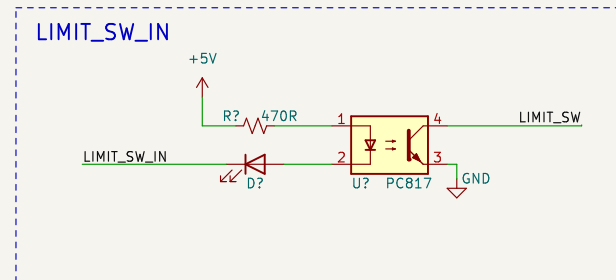 LIMIT_SW_IN
+5V
R? 470R
1
4
LIMIT_SW
LIMIT_SW_IN
2
3
D?
U? PC817
GND